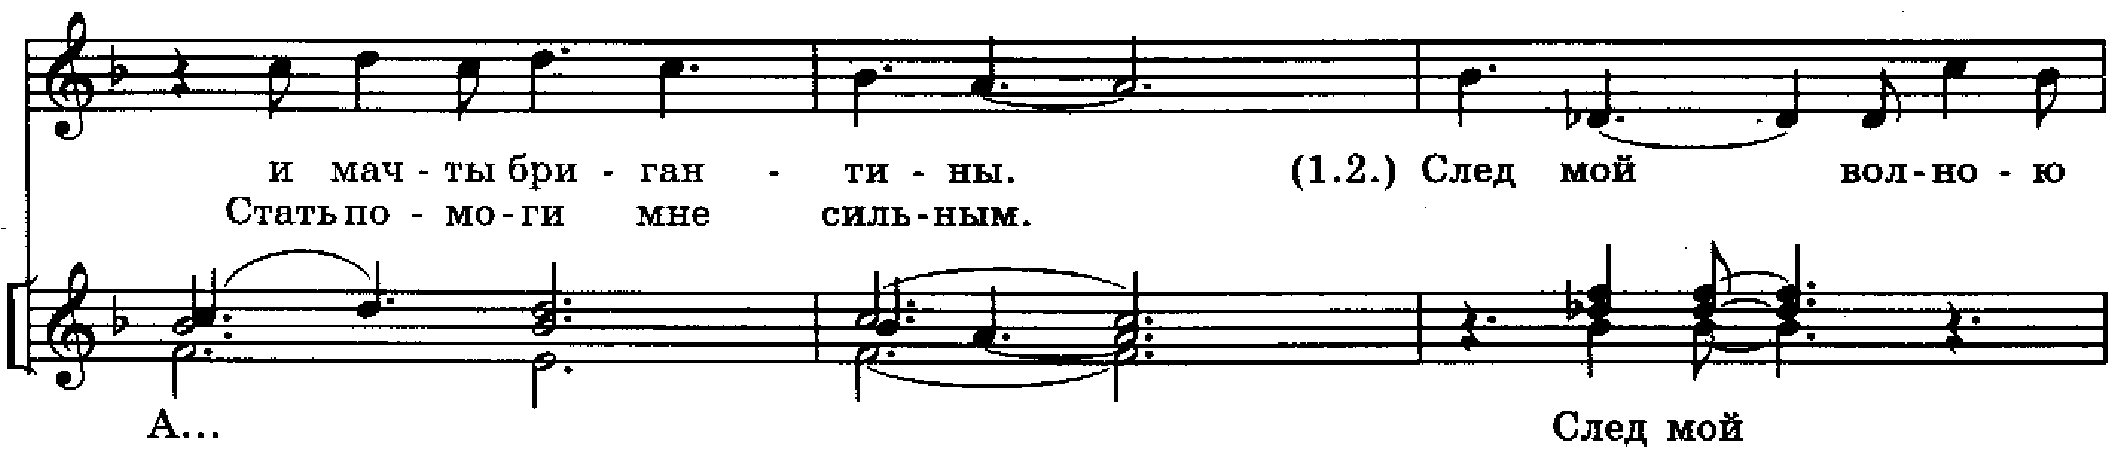 и мач - ты бри - ган - ти - ны. (1.2.) След мой вол - но - ю
Стать по - мо - ги мне силь - ным.
А... След мой